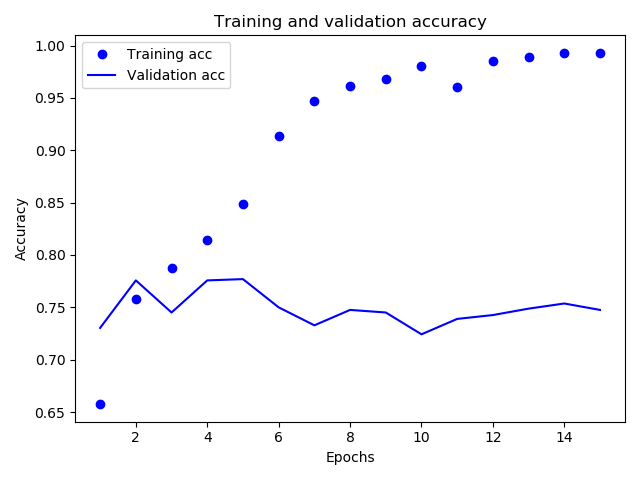 Training and validation accuracy
Training acc
Validation acc
1.00
0.95
0.90
0.85
0.80
0.75
0.70
0.65
Accuracy
2 4 6 8 10 12 14
Epochs